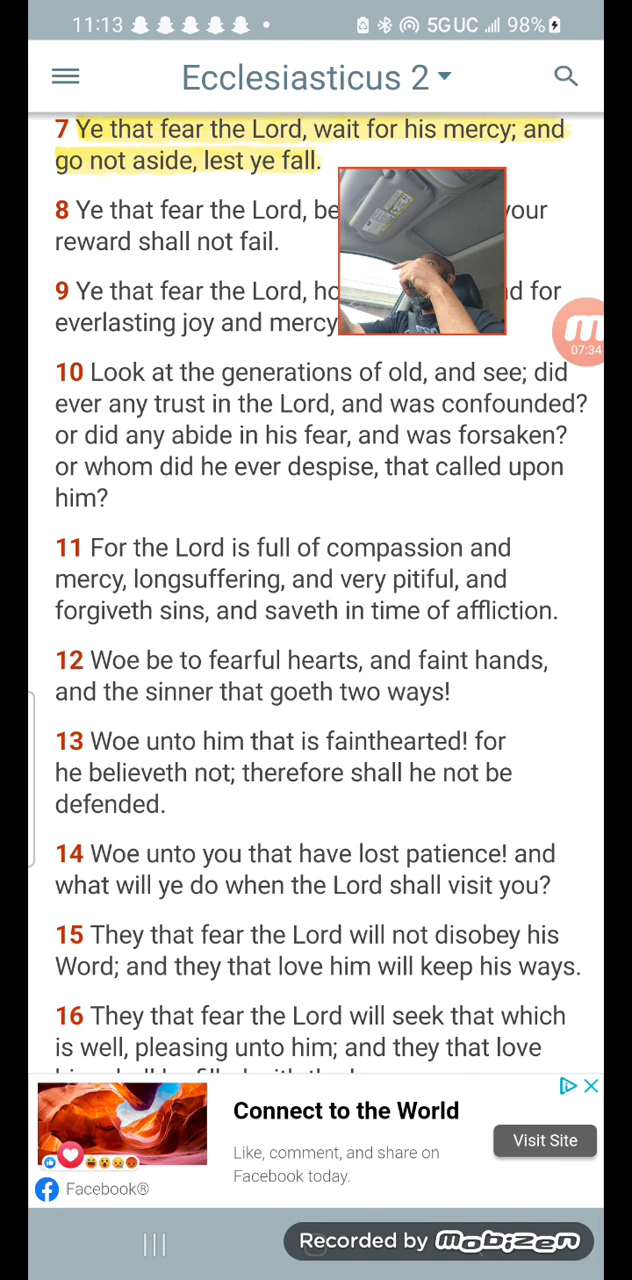 11:13
5GUC 98%
Ecclesiasticus 2
7 Ye that fear the Lord, wait for his mercy; and
go not aside, lest ye fall.
8 Ye that fear the Lord, be your
reward shall not fail.
9 Ye that fear the Lord, for
everlasting joy and mercy
m
07:34
10 Look at the generations of old, and see; did
ever any trust in the Lord, and was confounded?
or did any abide in his fear, and was forsaken?
or whom did he ever despise, that called upon
him?
11 For the Lord is full of compassion and
mercy, longsuffering, and very pitiful, and
forgiveth sins, and saveth in time of affliction.
12 Woe be to fearful hearts, and faint hands,
and the sinner that goeth two ways!
13 Woe unto him that is fainthearted! for
he believeth not; therefore shall he not be
defended.
14 Woe unto you that have lost patience! and
what will ye do when the Lord shall visit you?
15 They that fear the Lord will not disobey his
Word; and they that love him will keep his ways.
16 They that fear the Lord will seek that which
is well, pleasing unto him; and they that love
Connect to the World
Like, comment, and share on
Facebook today.
Visit Site
Facebook®
Recorded by mobizen